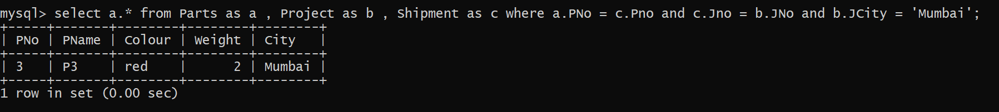 mysql> select a.* from Parts as a , Project as b , Shipment as c where a.PNo = c.Pno and c.Jno = b.JNo and b.JCity = 'Mumbai';
+-----+-------+--------+--------+--------+
| PNo | PName | Colour | Weight | City   |
+-----+-------+--------+--------+--------+
| 3   | P3    | red    |      2 | Mumbai |
+-----+-------+--------+--------+--------+
1 row in set (0.00 sec)